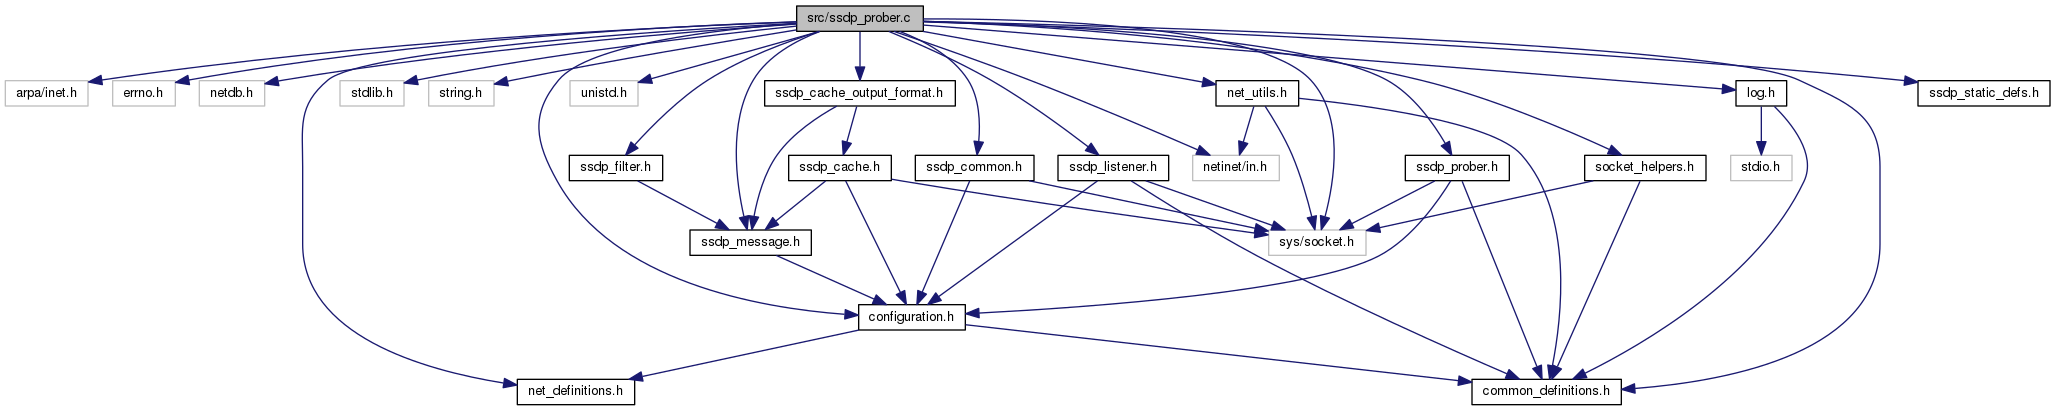 src/ssdp_prober.c
arpa/inet.h
errno.h
netdb.h
stdlib.h
string.h
unistd.h
ssdp_cache_output_format.h
net_utils.h
log.h
ssdp_static_defs.h
ssdp_filter.h
ssdp_cache.h
ssdp_common.h
ssdp_listener.h
netinet/in.h
ssdp_prober.h
socket_helpers.h
stdio.h
ssdp_message.h
sys/socket.h
configuration.h
net_definitions.h
common_definitions.h